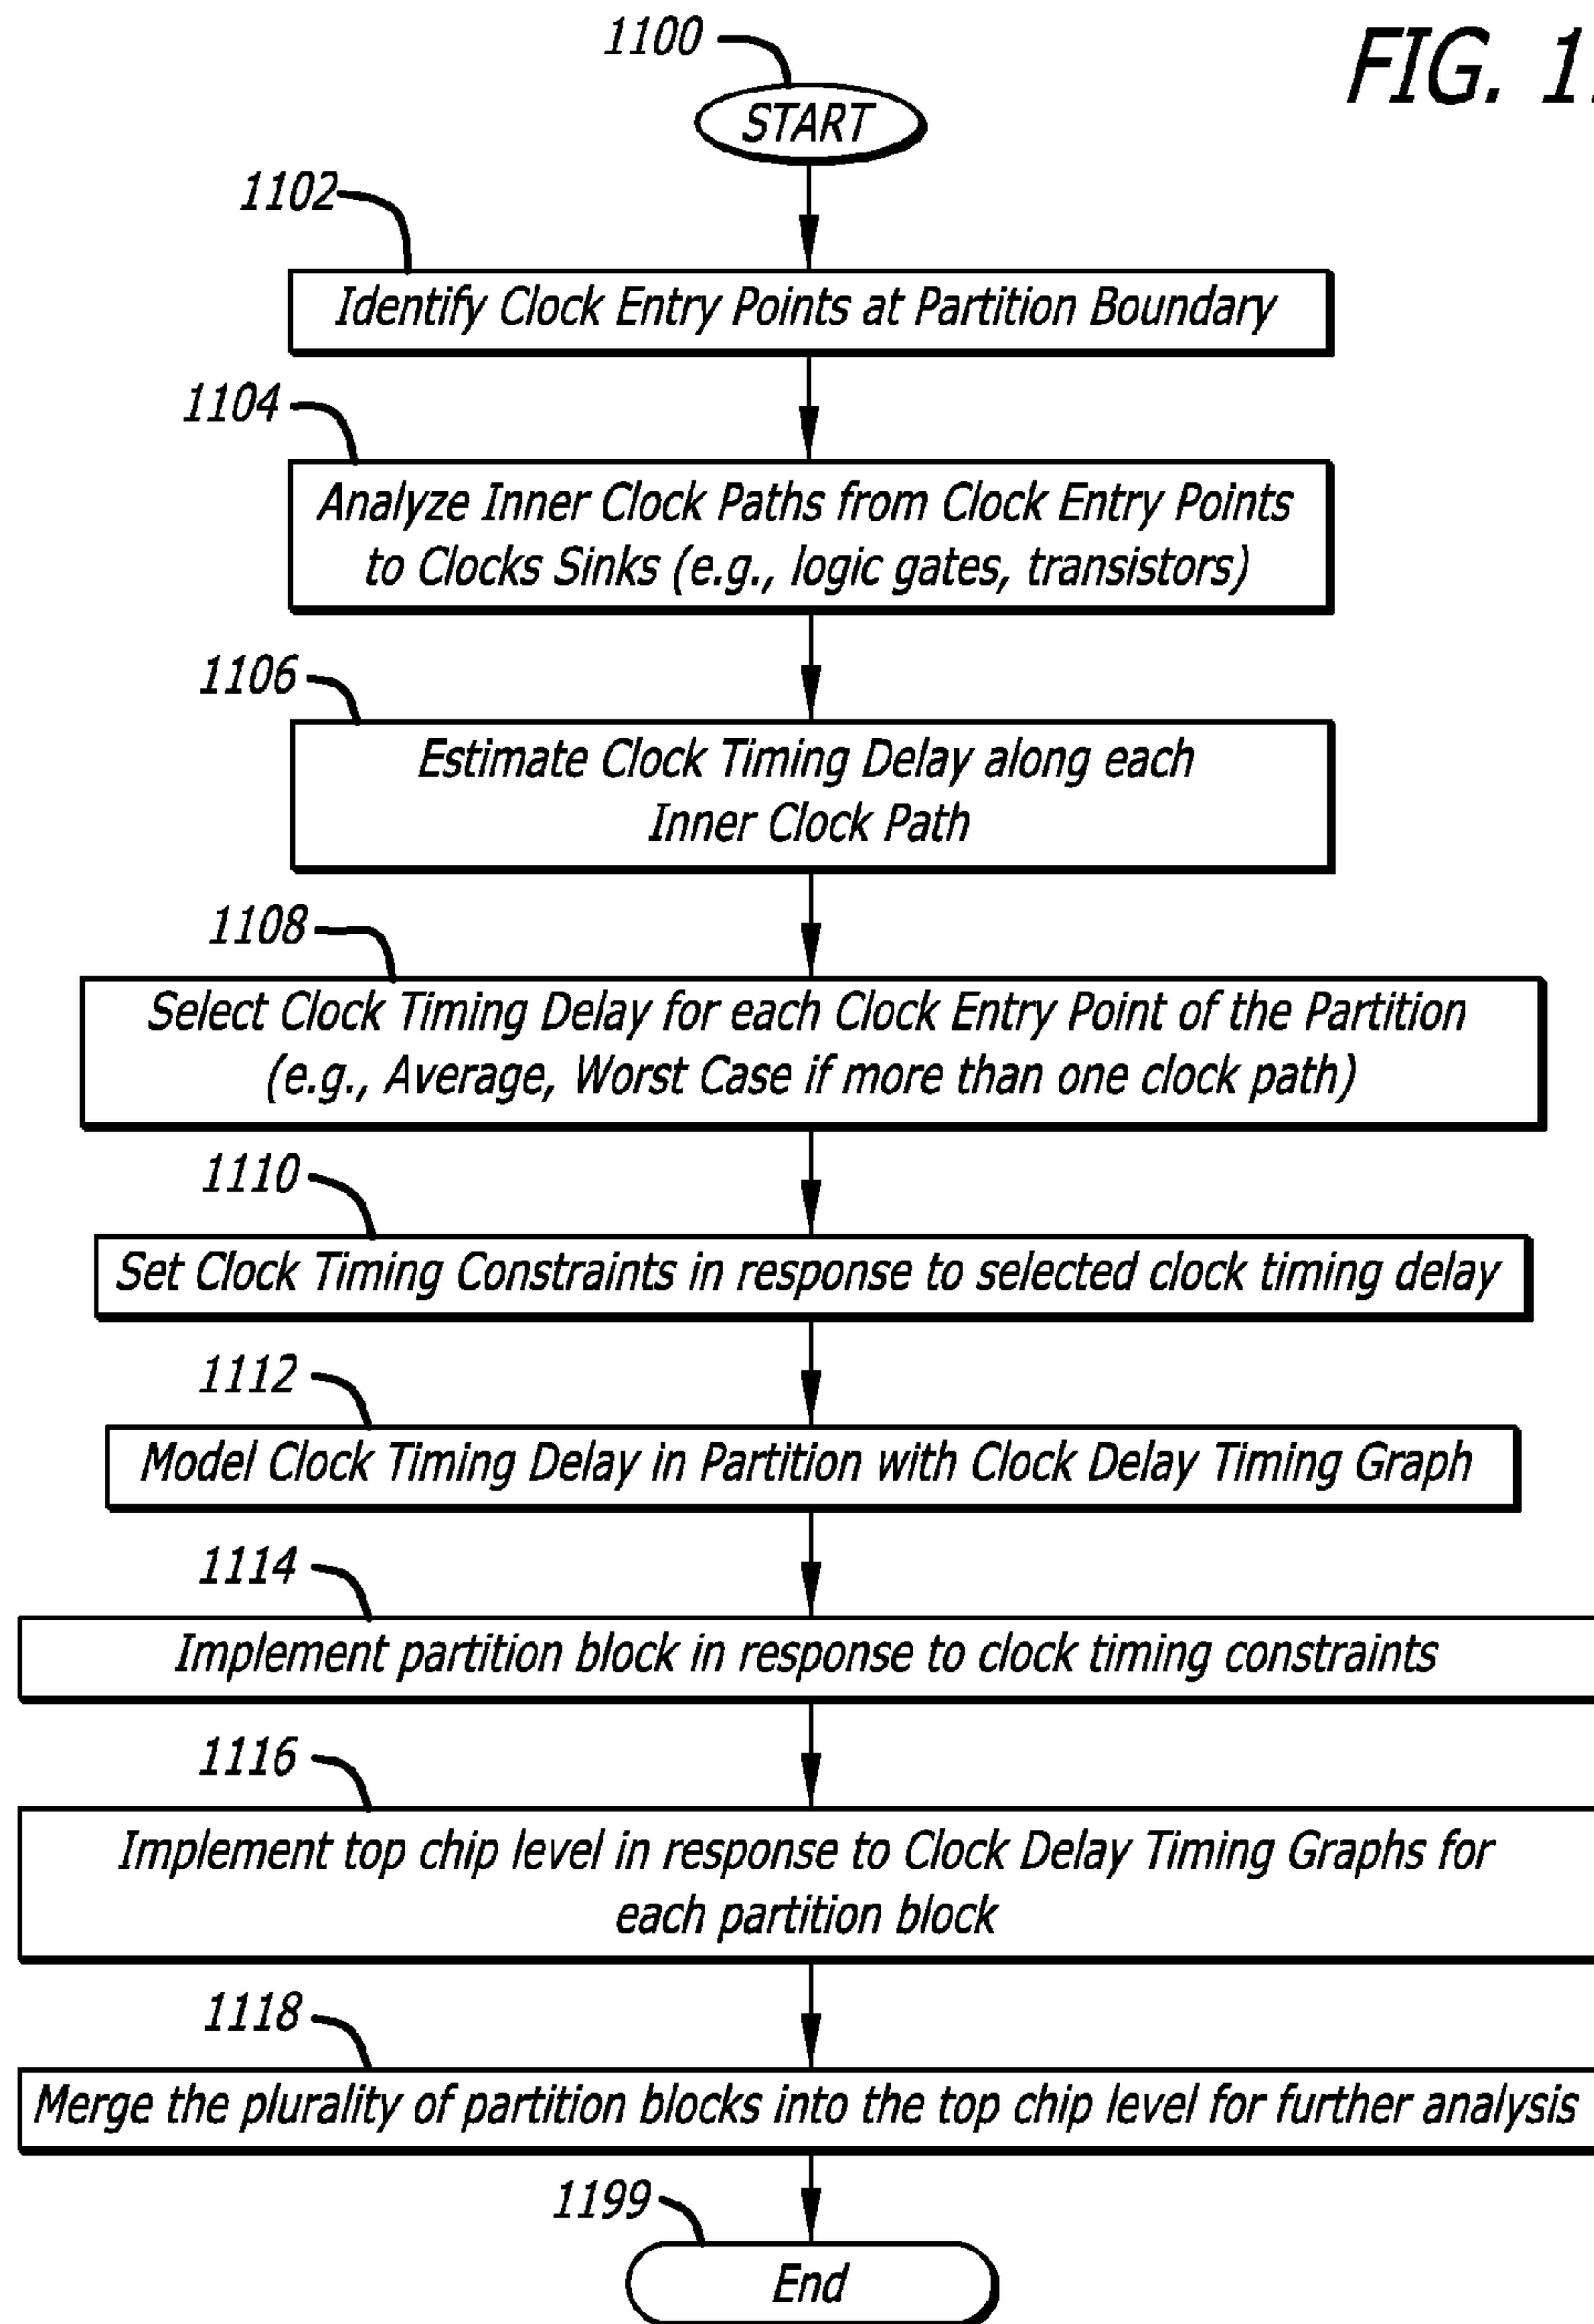 FIG. 11
1100
START
1102
Identify Clock Entry Points at Partition Boundary
1104
Analyze Inner Clock Paths from Clock Entry Points
to Clocks Sinks (e.g., logic gates, transistors)
1106
Estimate Clock Timing Delay along each
Inner Clock Path
1108
Select Clock Timing Delay for each Clock Entry Point of the Partition
(e.g., Average, Worst Case if more than one clock path)
1110
Set Clock Timing Constraints in response to selected clock timing delay
1112
Model Clock Timing Delay in Partition with Clock Delay Timing Graph
1114
Implement partition block in response to clock timing constraints
1116
Implement top chip level in response to Clock Delay Timing Graphs for
each partition block
1118
Merge the plurality of partition blocks into the top chip level for further analysis
1199
End